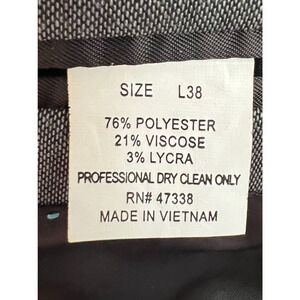 SIZE L38
76% POLYESTER
21% VISCOSE
3% LYCRA
PROFESSIONAL DRY CLEAN ONLY
RN# 47338
MADE IN VIETNAM